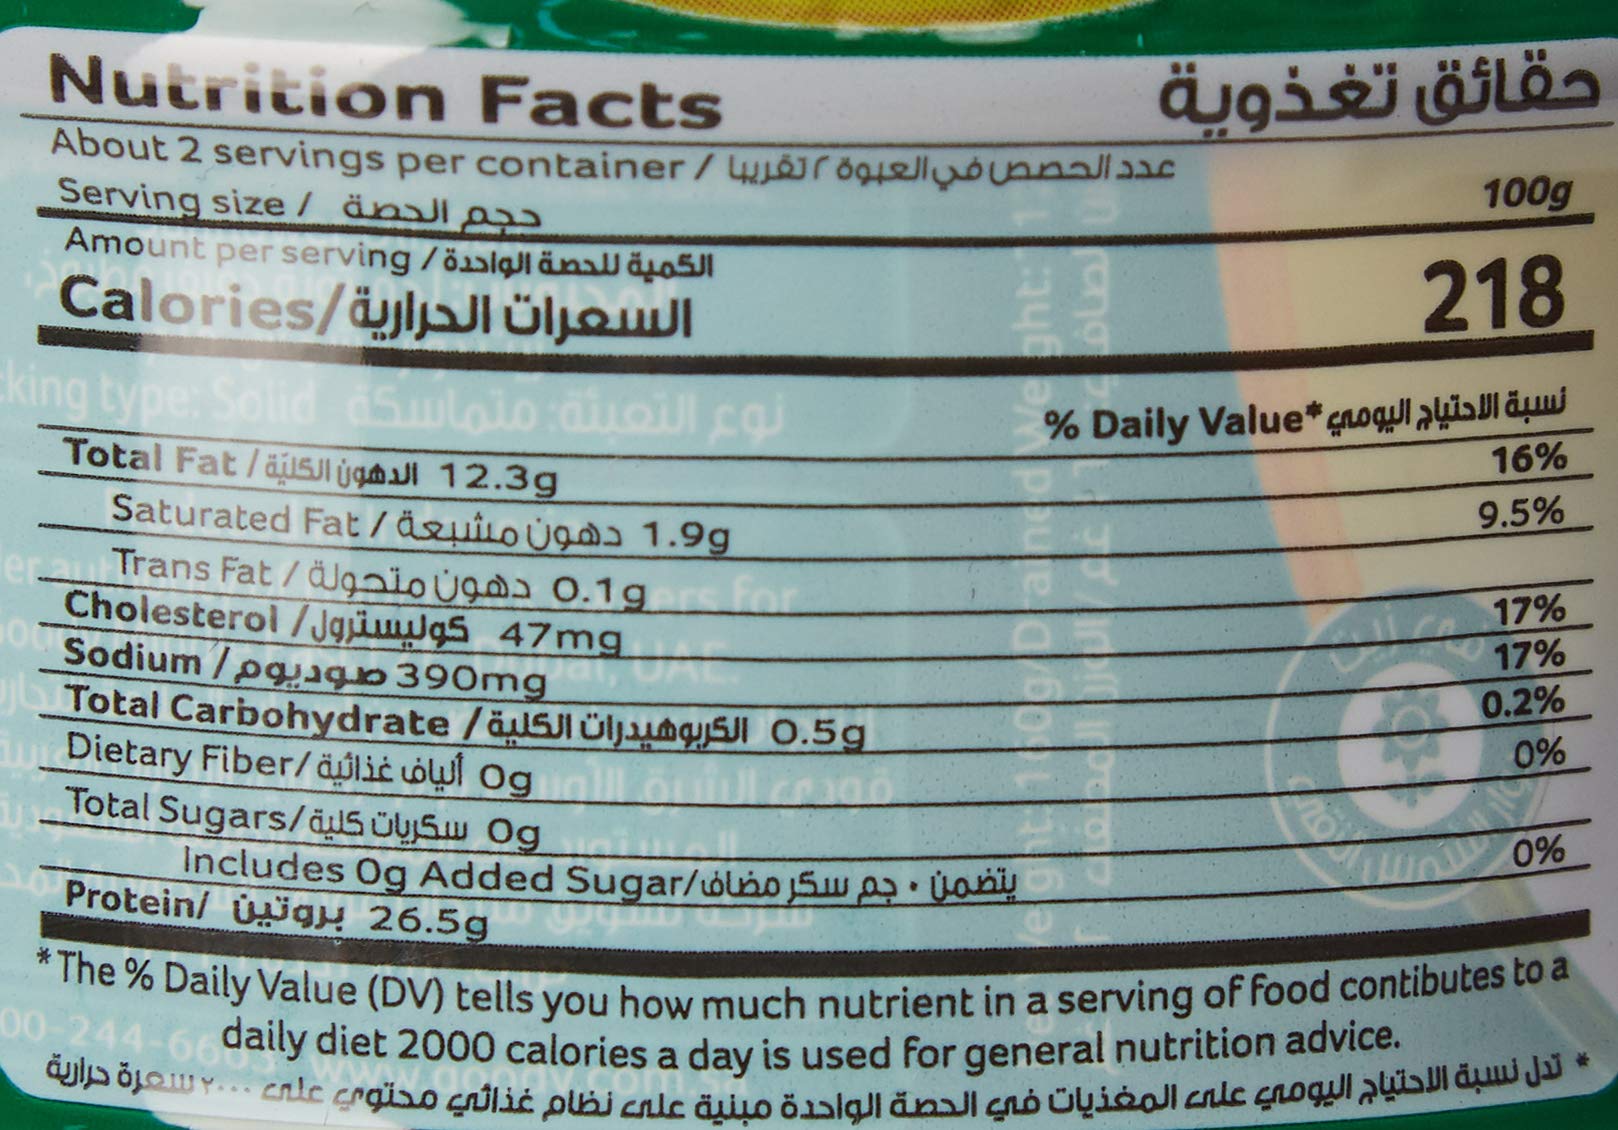 Nutrition Facts حقائق تغذوية
About 2 servings per container / عدد الحصص في العبوة ٢ تقريبا
Serving size / حجم الحصة 100g
Amount per serving / الكمية للحصة الواحدة
Calories/السعرات الحرارية 218
% Daily Value* نسبة الاحتياج اليومي
Total Fat / الدهون الكليّة 12.3g 16%
Saturated Fat / دهون مشبعة 1.9g 9.5%
Trans Fat / دهون متحولة 0.1g
Cholesterol /كوليسترول 47mg 17%
Sodium /صوديوم 390mg 17%
Total Carbohydrate /الكربوهيدرات الكلية 0.5g 0.2%
Dietary Fiber/ ألياف غذائية 0g 0%
Total Sugars/سكريات كلية 0g
Includes 0g Added Sugar/يتضمن ٠ جم سكر مضاف 0%
Protein/ بروتين 26.5g
*The % Daily Value (DV) tells you how much nutrient in a serving of food contibutes to a
daily diet 2000 calories a day is used for general nutrition advice.
* تدل نسبة الاحتياج اليومي على المغذيات في الحصة الواحدة مبنية على نظام غذائي محتوي على ٢٠٠٠ سعرة حرارية
king type: Solid نوع التعبئة: متماسكة